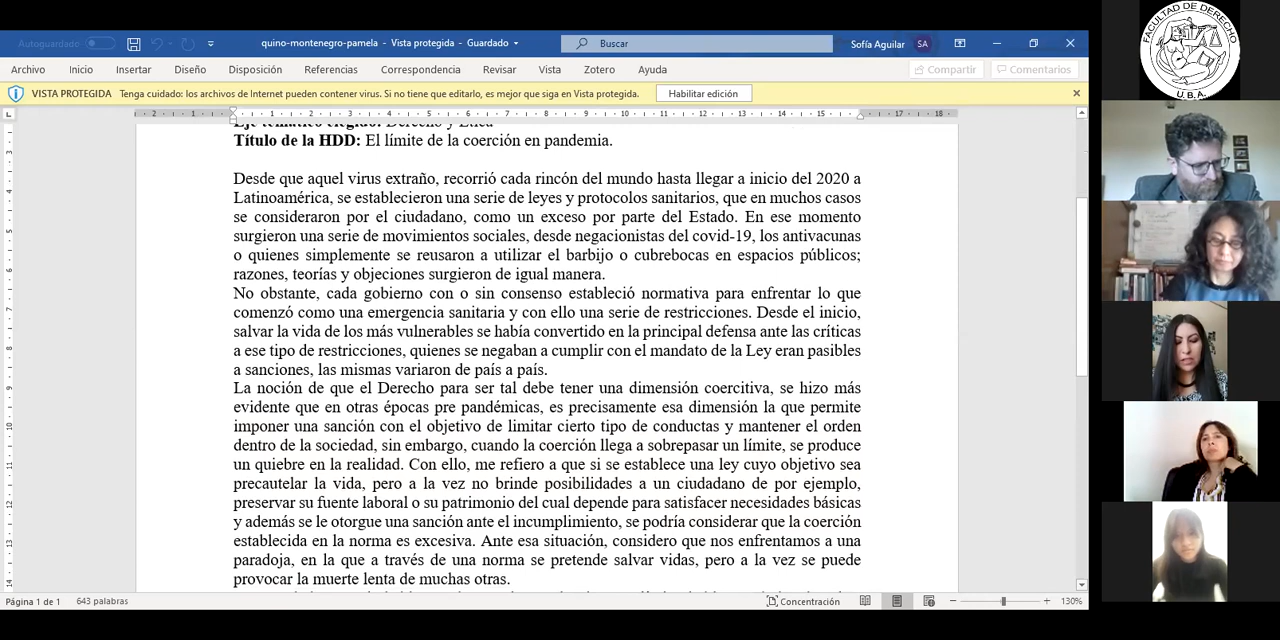 Autoguardado
quino-montenegro-pamela - Vista protegida - Guardado
Buscar
Sofía Aguilar
SA
Archivo Inicio Insertar Diseño Disposición Referencias Correspondencia Revisar Vista Zotero Ayuda
Compartir
Comentarios
VISTA PROTEGIDA Tenga cuidado: los archivos de Internet pueden contener virus. Si no tiene que editarlo, es mejor que siga en Vista protegida.
Habilitar edición
Título de la HDD: El límite de la coerción en pandemia.
Desde que aquel virus extraño, recorrió cada rincón del mundo hasta llegar a inicio del 2020 a
Latinoamérica, se establecieron una serie de leyes y protocolos sanitarios, que en muchos casos
se consideraron por el ciudadano, como un exceso por parte del Estado. En ese momento
surgieron una serie de movimientos sociales, desde negacionistas del covid-19, los antivacunas
o quienes simplemente se reusaron a utilizar el barbijo o cubrebocas en espacios públicos;
razones, teorías y objeciones surgieron de igual manera.
No obstante, cada gobierno con o sin consenso estableció normativa para enfrentar lo que
comenzó como una emergencia sanitaria y con ello una serie de restricciones. Desde el inicio,
salvar la vida de los más vulnerables se había convertido en la principal defensa ante las críticas
a ese tipo de restricciones, quienes se negaban a cumplir con el mandato de la Ley eran pasibles
a sanciones, las mismas variaron de país a país.
La noción de que el Derecho para ser tal debe tener una dimensión coercitiva, se hizo más
evidente que en otras épocas pre pandémicas, es precisamente esa dimensión la que permite
imponer una sanción con el objetivo de limitar cierto tipo de conductas y mantener el orden
dentro de la sociedad, sin embargo, cuando la coerción llega a sobrepasar un límite, se produce
un quiebre en la realidad. Con ello, me refiero a que si se establece una ley cuyo objetivo sea
precautelar la vida, pero a la vez no brinde posibilidades a un ciudadano de por ejemplo,
preservar su fuente laboral o su patrimonio del cual depende para satisfacer necesidades básicas
y además se le otorgue una sanción ante el incumplimiento, se podría considerar que la coerción
establecida en la norma es excesiva. Ante esa situación, considero que nos enfrentamos a una
paradoja, en la que a través de una norma se pretende salvar vidas, pero a la vez se puede
provocar la muerte lenta de muchas otras.
Página 1 de 1 643 palabras
Concentración
130%
FACULTAD DE DERECHO
U.B.A.